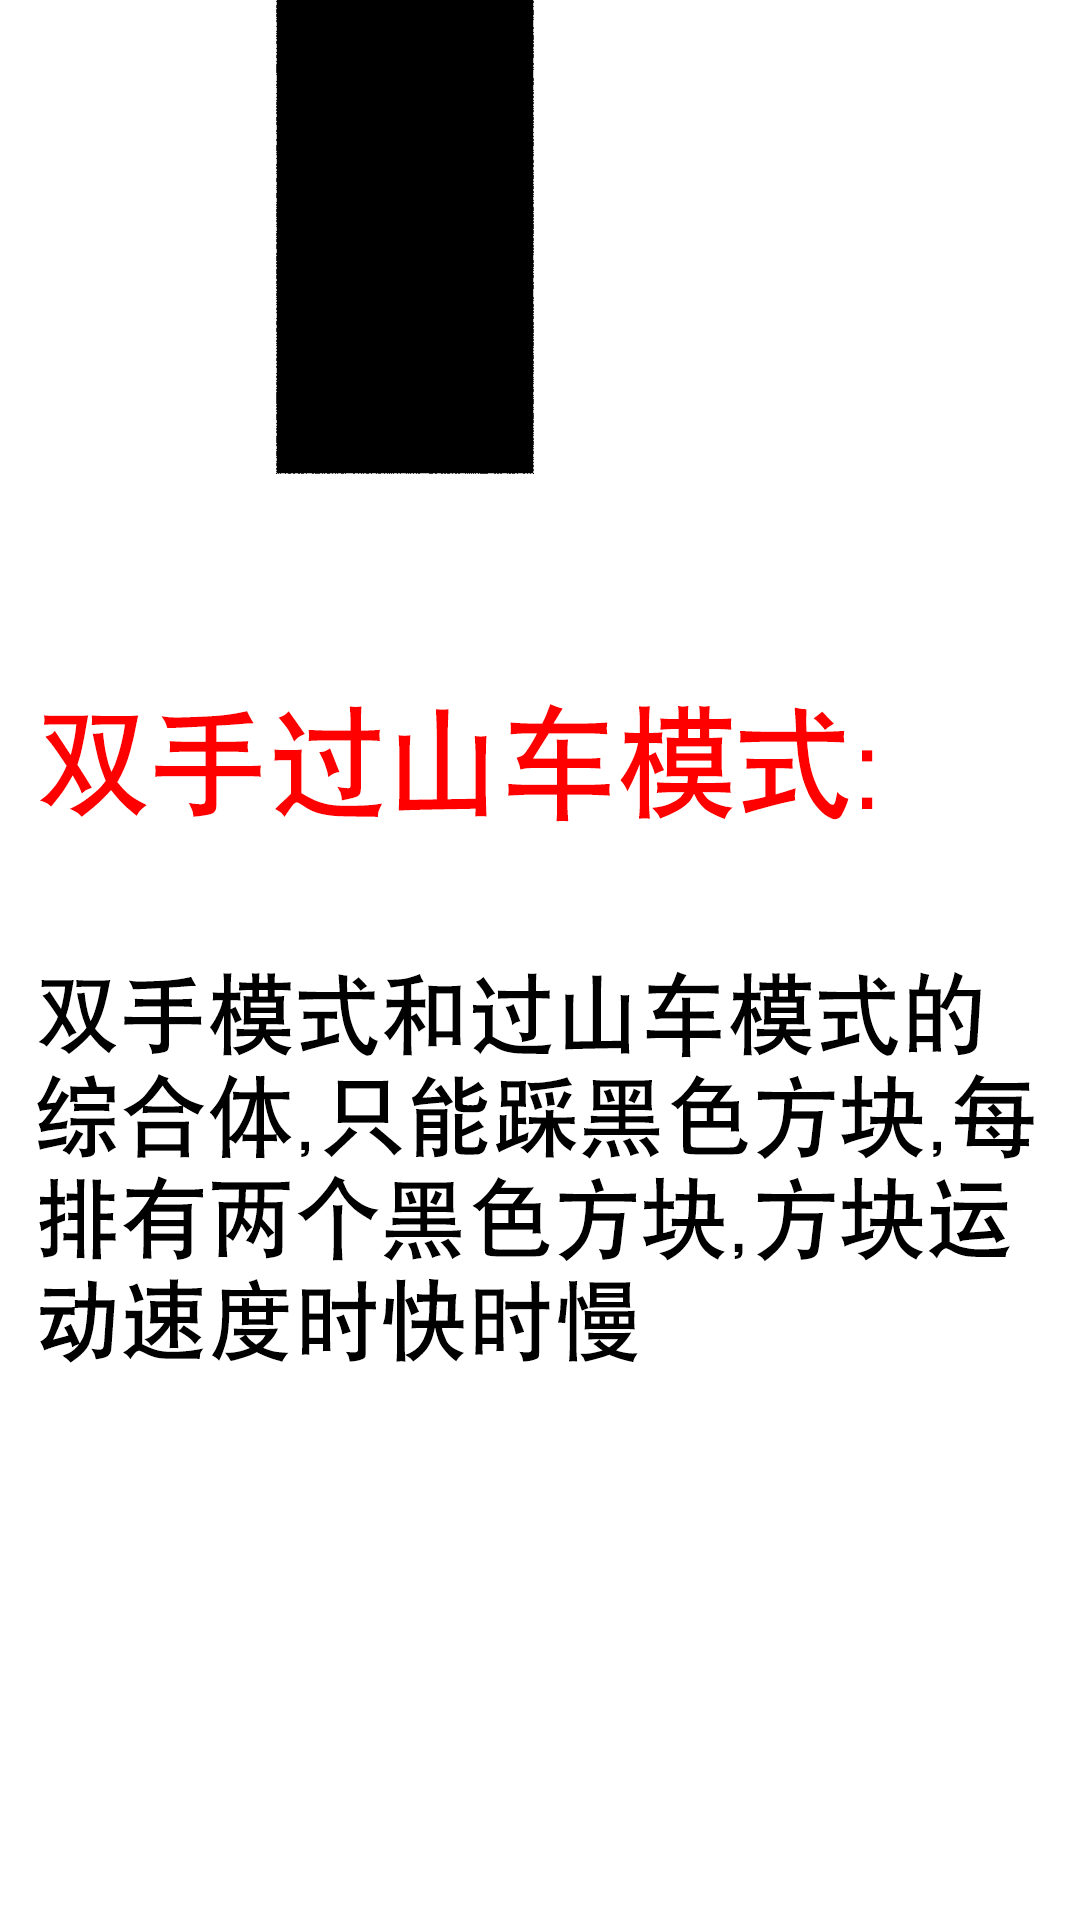 双手过山车模式:
双手模式和过山车模式的
综合体,只能踩黑色方块,每
排有两个黑色方块,方块运
动速度时快时慢